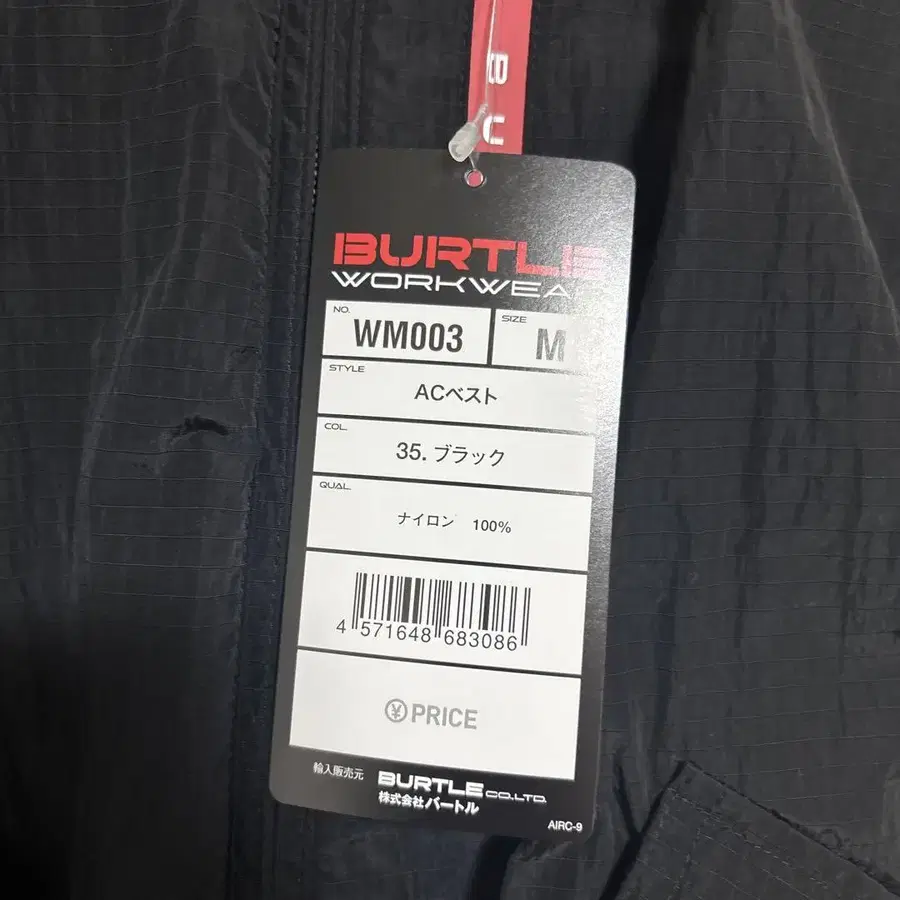 BU
BURTLE
WORKWEAR
NO.
WM003
SIZE
M
STYLE
ACベスト
COL.
35. ブラック
QUAL.
ナイロン 100%
4 571648 683086
¥ PRICE
輸入販売元
BURTLE CO.,LTD.
株式会社バートル
AIRC-9